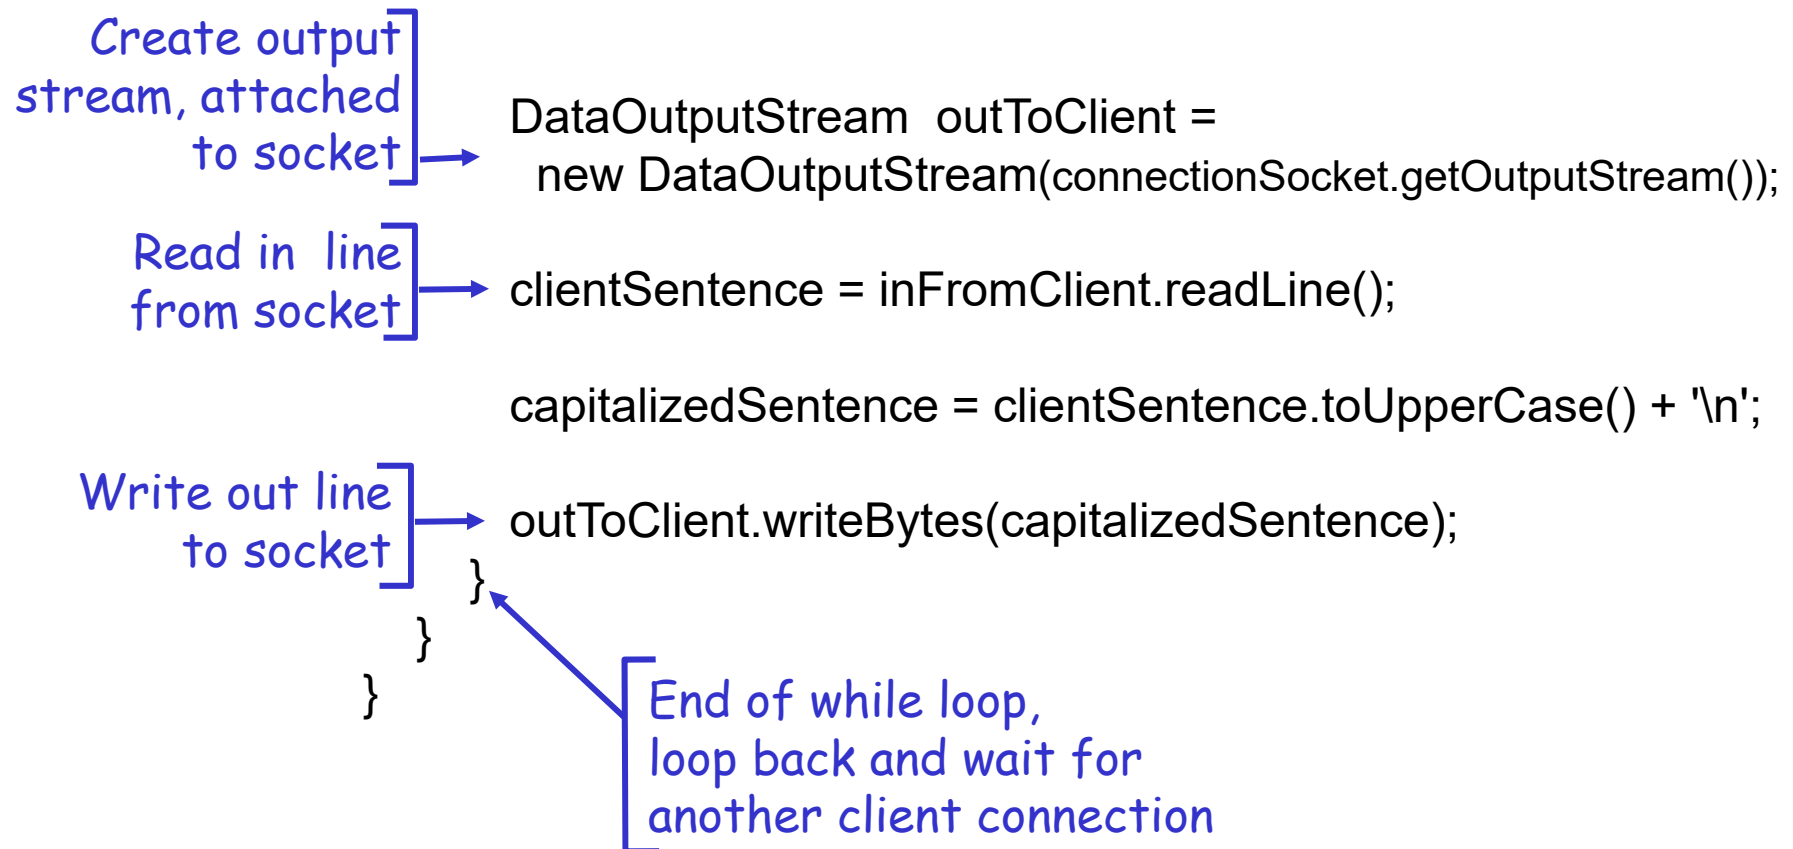 Create output
stream, attached
to socket
DataOutputStream outToClient =
new DataOutputStream(connectionSocket.getOutputStream());
Read in line
from socket
clientSentence = inFromClient.readLine();
capitalizedSentence = clientSentence.toUpperCase() + '\n';
Write out line
to socket
outToClient.writeBytes(capitalizedSentence);
}
}
}
End of while loop,
loop back and wait for
another client connection